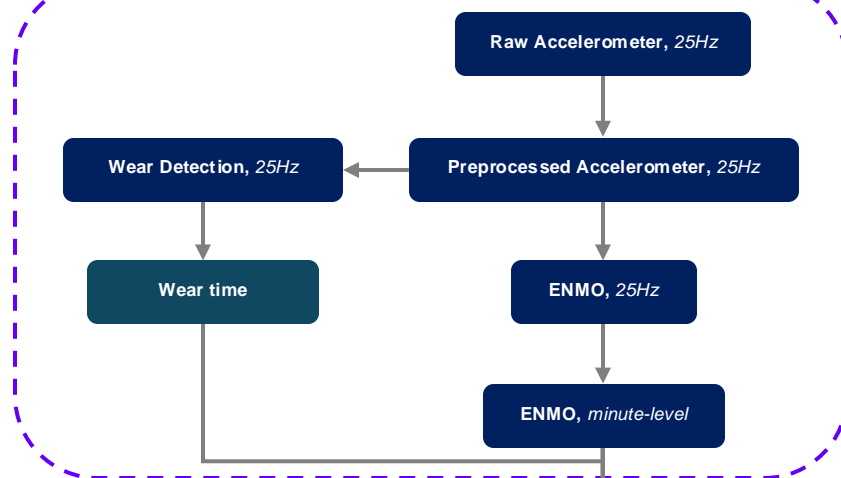 Raw Accelerometer, 25Hz
Wear Detection, 25Hz
Preprocessed Accelerometer, 25Hz
Wear time
ENMO, 25Hz
ENMO, minute-level